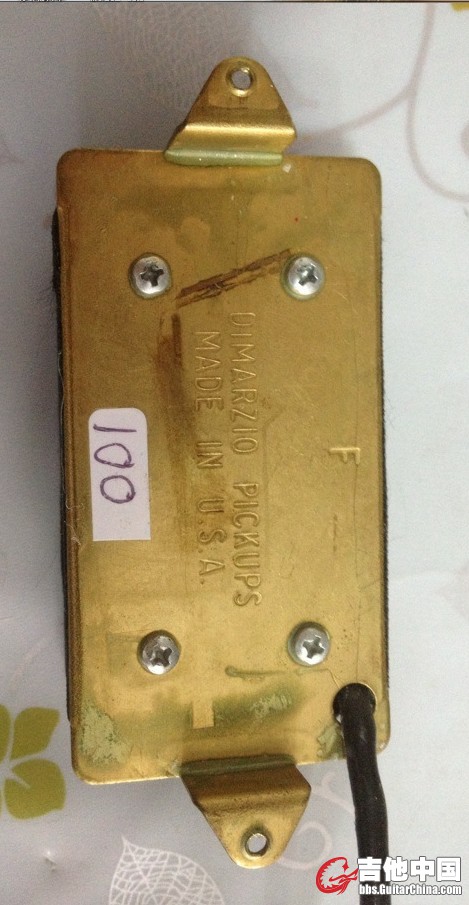 DIMARZIO PICKUPS
MADE IN U.S.A.
F
100
吉他中国
bbs.GuitarChina.com